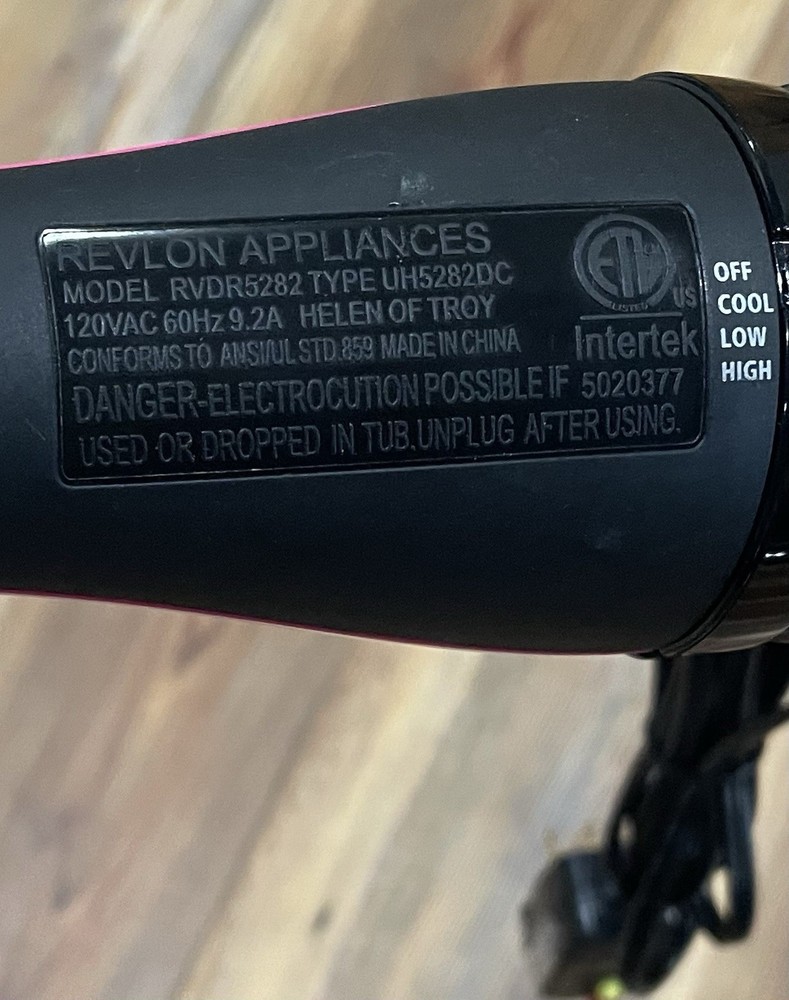 REVLON APPLIANCES
MODEL RVDR5282 TYPE UH5282DC
120VAC 60Hz 9.2A HELEN OF TROY
CONFORMS TO ANSI/UL STD.859 MADE IN CHINA
DANGER-ELECTROCUTION POSSIBLE IF
USED OR DROPPED IN TUB.UNPLUG AFTER USING.
ETL
LISTED
US
Intertek
5020377
OFF
COOL
LOW
HIGH